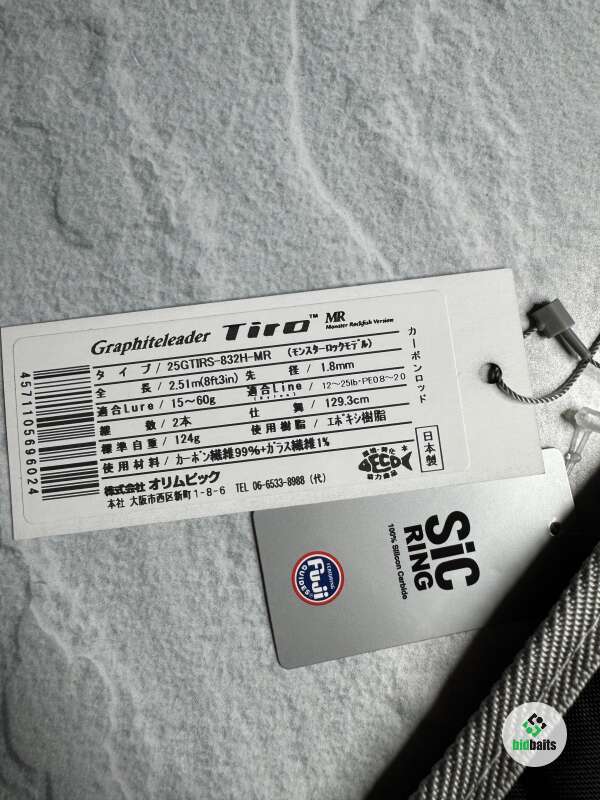 Graphiteleader Tiro™ MR
Monster Rockfish Version
タイプ / 25GTIRS-832H-MR (モンスターロックモデル)
全長 / 2.51m(8ft3in) 先径 / 1.8mm
適合Lure / 15〜60g 適合Line / 12〜25lb・PE0.8〜2.0
継数 / 2本 仕舞 / 129.3cm
標準自重 / 124g 使用樹脂 / エポキシ樹脂
使用材料 / カーボン繊維99%+ガラス繊維1%
株式会社 オリムピック
本社 大阪市西区新町1-8-6 TEL 06-6533-8988 (代)
カーボンロッド
日本製
ECO
4571105696024
SiC
RING
100% Silicon Carbide
Fuji
GUIDES
bidbaits